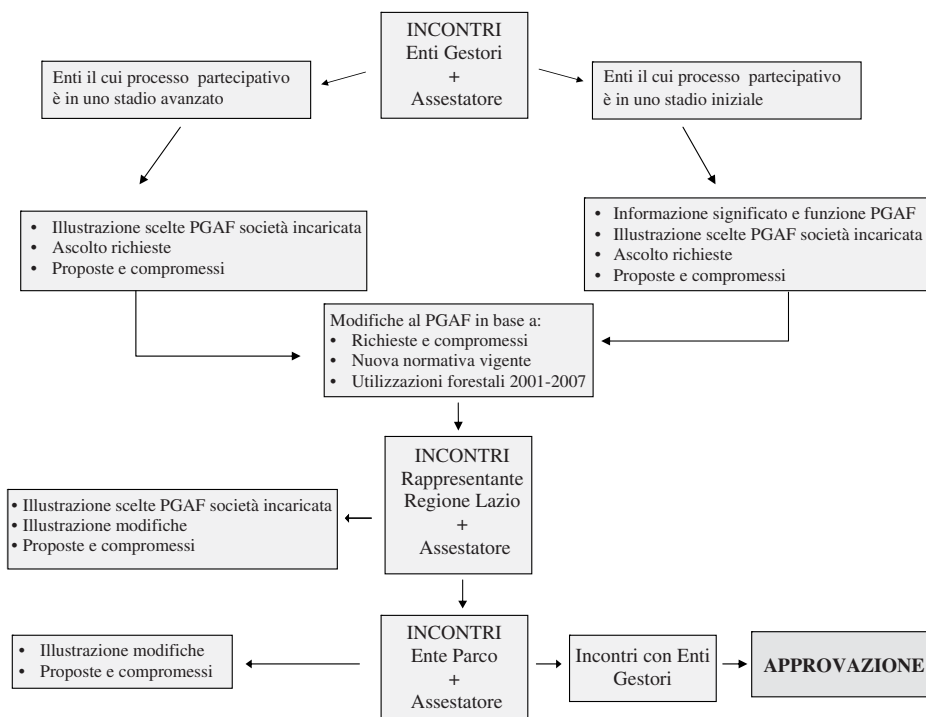 INCONTRI
Enti Gestori
+
Assestatore
Enti il cui processo partecipativo
è in uno stadio avanzato
Enti il cui processo partecipativo
è in uno stadio iniziale
• Illustrazione scelte PGAF società incaricata
• Ascolto richieste
• Proposte e compromessi
• Informazione significato e funzione PGAF
• Illustrazione scelte PGAF società incaricata
• Ascolto richieste
• Proposte e compromessi
Modifiche al PGAF in base a:
• Richieste e compromessi
• Nuova normativa vigente
• Utilizzazioni forestali 2001-2007
INCONTRI
Rappresentante
Regione Lazio
+
Assestatore
• Illustrazione scelte PGAF società incaricata
• Illustrazione modifiche
• Proposte e compromessi
INCONTRI
Ente Parco
+
Assestatore
• Illustrazione modifiche
• Proposte e compromessi
Incontri con Enti
Gestori
APPROVAZIONE